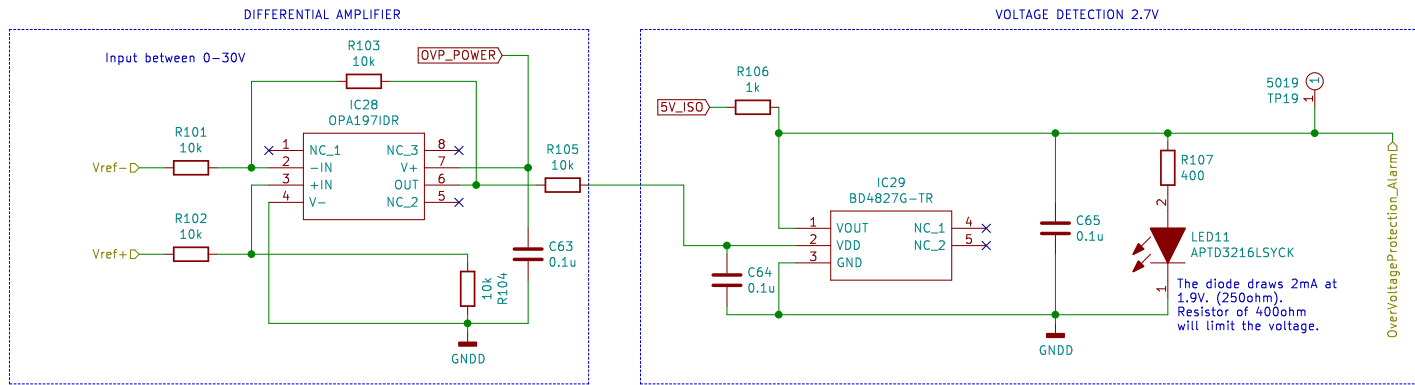 DIFFERENTIAL AMPLIFIER
Input between 0-30V
R103
10k
OVP_POWER
IC28
OPA197IDR
R101
10k
Vref-
1
2
3
4
NC_1
-IN
+IN
V-
NC_3
V+
OUT
NC_2
8
7
6
5
R105
10k
R102
10k
Vref+
10k
R104
C63
0.1u
GNDD
VOLTAGE DETECTION 2.7V
R106
1k
5V_ISO
5019
TP19
1
1
IC29
BD4827G-TR
1
2
3
VOUT
VDD
GND
NC_1
NC_2
4
5
C64
0.1u
C65
0.1u
R107
400
2
LED11
APTD3216LSYCK
1
The diode draws 2mA at
1.9V. (250ohm).
Resistor of 400ohm
will limit the voltage.
GNDD
OverVoltageProtection_Alarm